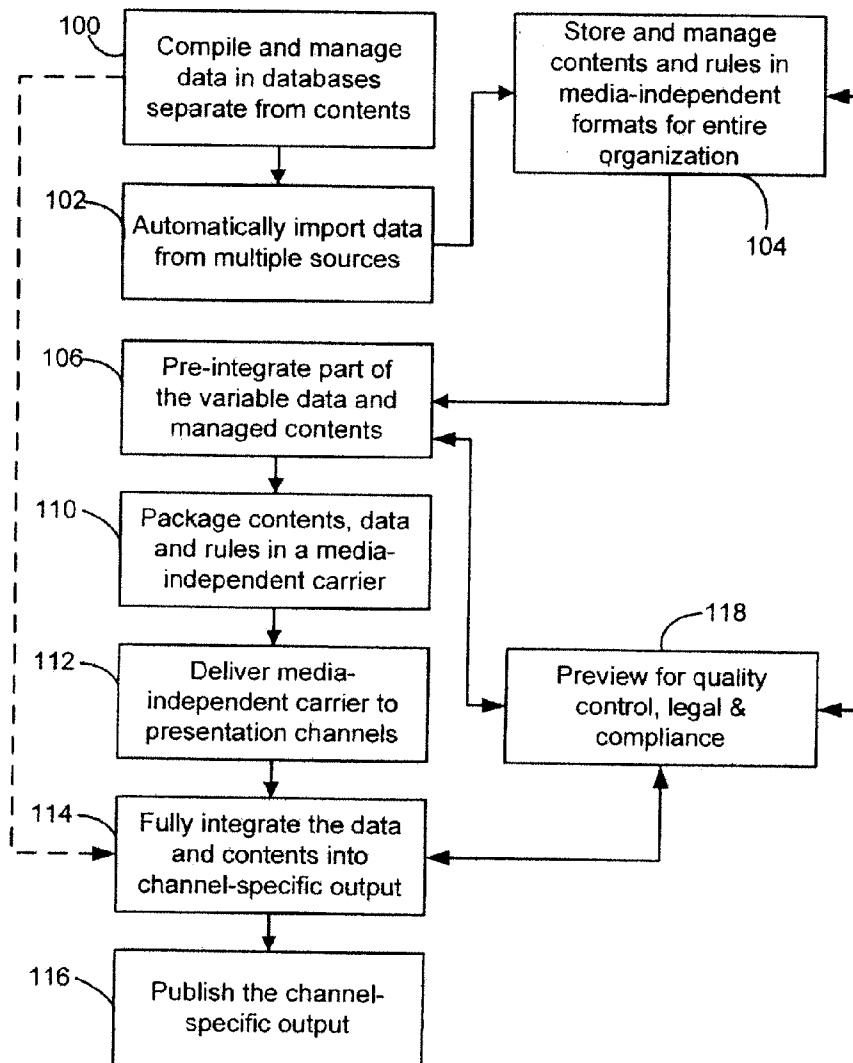 100
Compile and manage
data in databases
separate from contents
Store and manage
contents and rules in
media-independent
formats for entire
organization
104
102
Automatically import data
from multiple sources
106
Pre-integrate part of
the variable data and
managed contents
110
Package contents, data
and rules in a media-
independent carrier
112
Deliver media-
independent carrier to
presentation channels
118
Preview for quality
control, legal &
compliance
114
Fully integrate the data
and contents into
channel-specific output
116
Publish the channel-
specific output